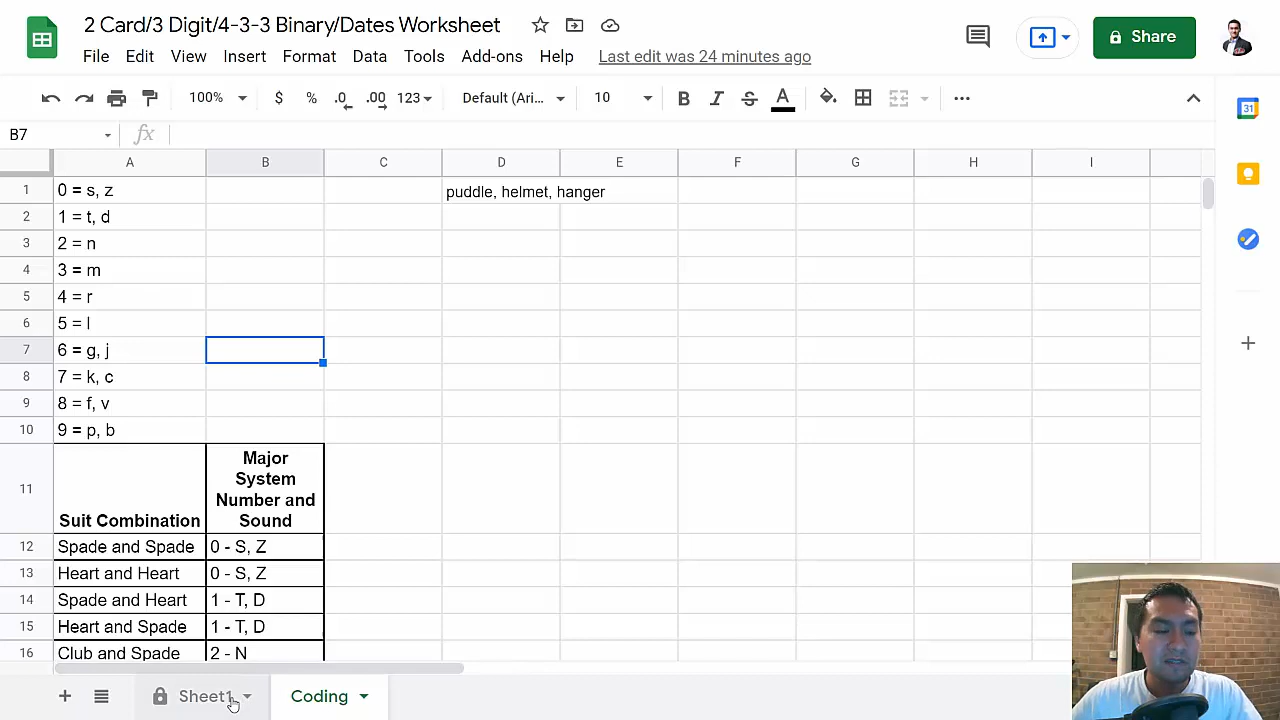 2 Card/3 Digit/4-3-3 Binary/Dates Worksheet
File Edit View Insert Format Data Tools Add-ons Help Last edit was 24 minutes ago
Share
100% $ % .0 .00 123 Default (Ari... 10 B I S A ...
B7 fx
A B C D E F G H I
1 0 = s, z puddle, helmet, hanger
2 1 = t, d
3 2 = n
4 3 = m
5 4 = r
6 5 = l
7 6 = g, j
8 7 = k, c
9 8 = f, v
10 9 = p, b
11 Suit Combination Major System Number and Sound
12 Spade and Spade 0 - S, Z
13 Heart and Heart 0 - S, Z
14 Spade and Heart 1 - T, D
15 Heart and Spade 1 - T, D
16 Club and Spade 2 - N
+ Sheet1 Coding
31